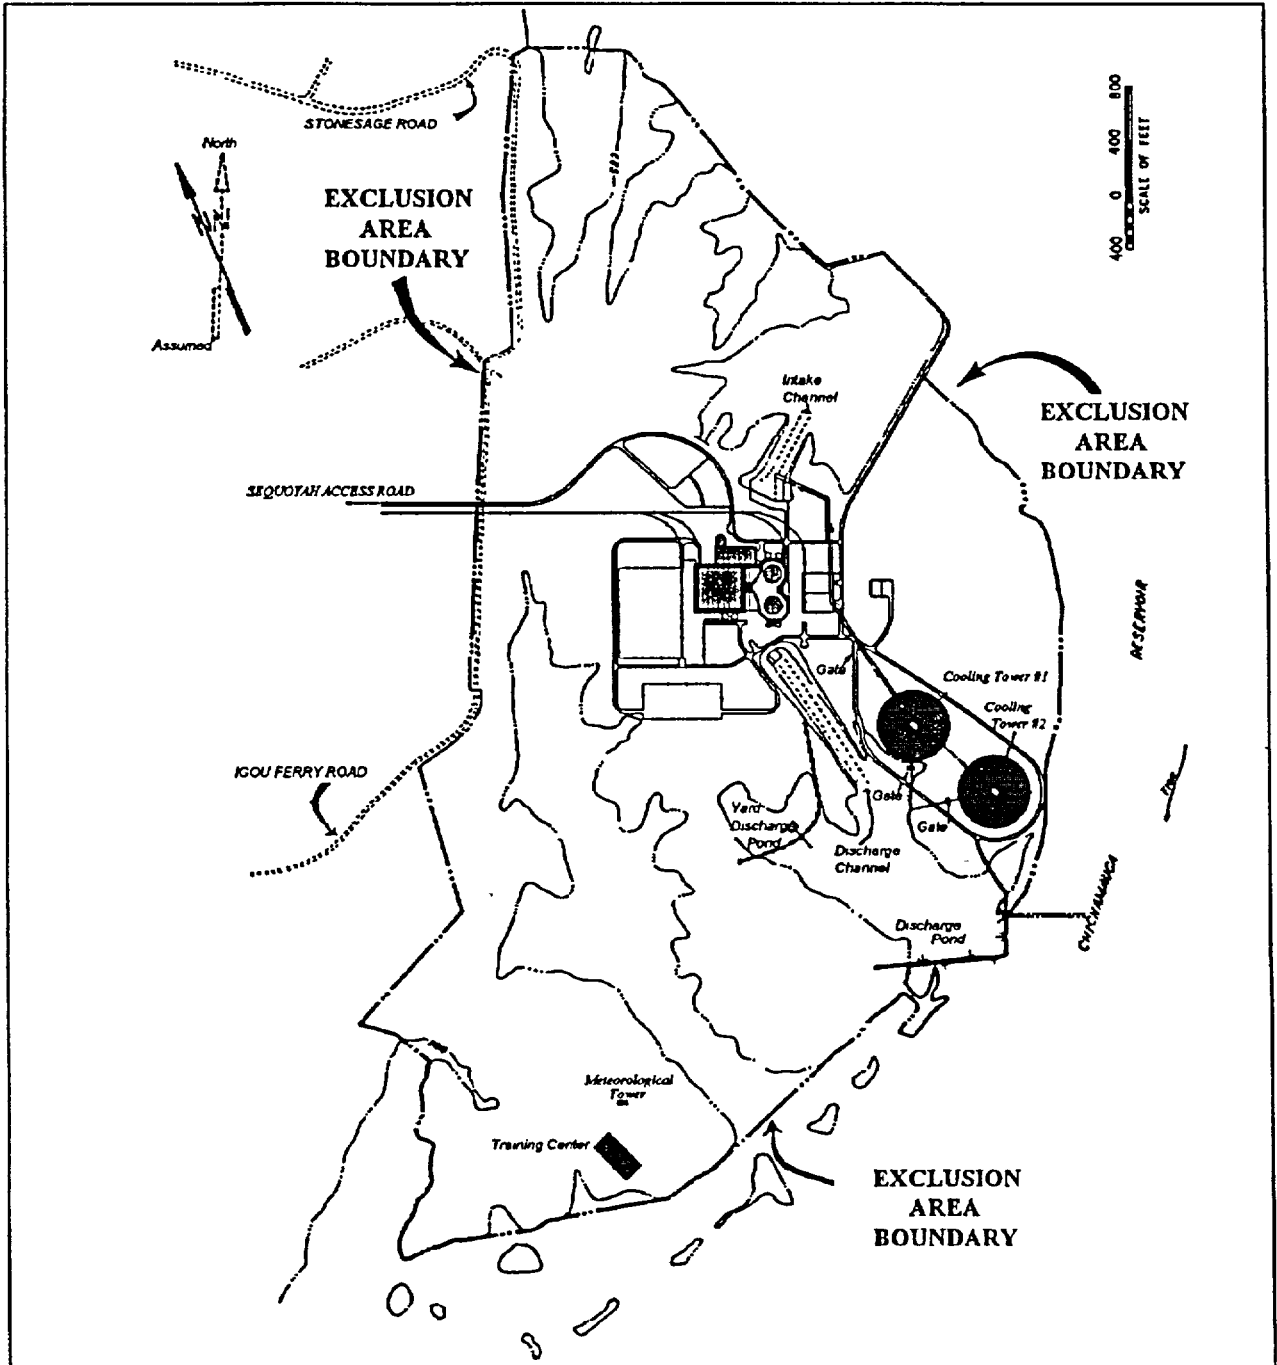 STONESAGE ROAD
North
Assumed
EXCLUSION
AREA
BOUNDARY
400 0 400 800
SCALE OF FEET
Intake
Channel
EXCLUSION
AREA
BOUNDARY
SEQUOYAH ACCESS ROAD
RESERVOIR
Gate
Cooling Tower #1
Cooling
Tower #2
IGOU FERRY ROAD
Gate
Gate
Yard
Discharge
Pond
Discharge
Channel
CHICKAMAUGA
Discharge
Pond
Meteorological
Tower
Training Center
EXCLUSION
AREA
BOUNDARY